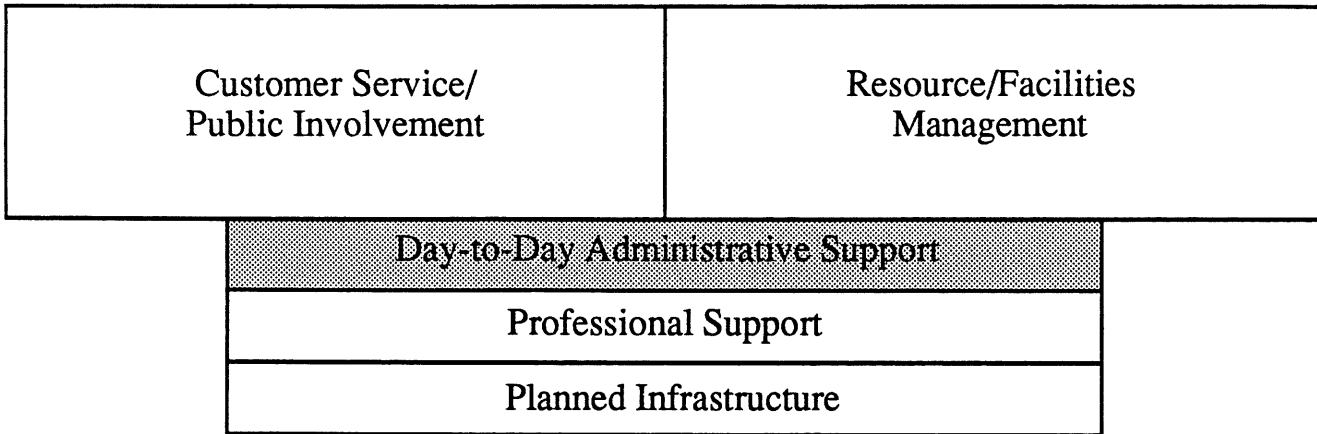 Customer Service/
Public Involvement
Resource/Facilities
Management
Day-to-Day Administrative Support
Professional Support
Planned Infrastructure